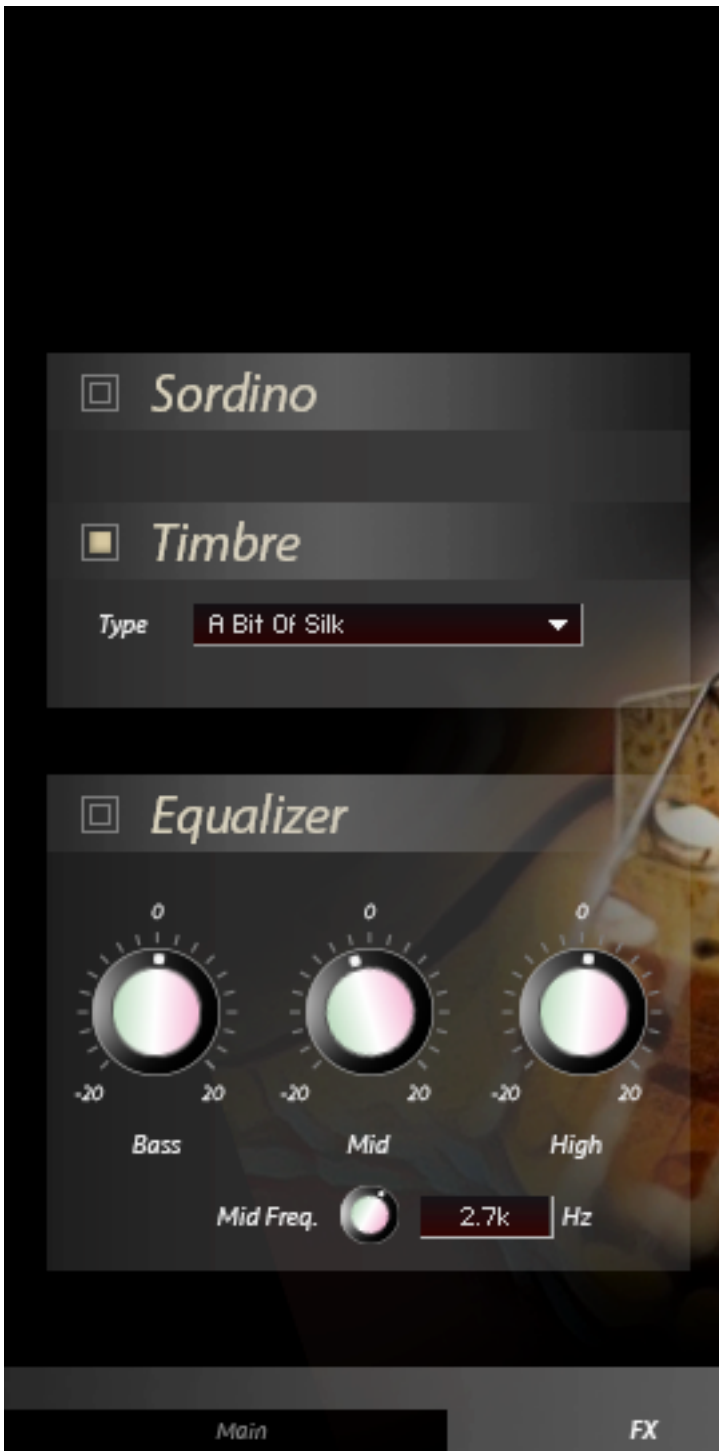 Sordino
Timbre
Type A Bit Of Silk
Equalizer
0 0 0
-20 20 -20 20 -20 20
Bass Mid High
Mid Freq. 2.7k Hz
Main FX